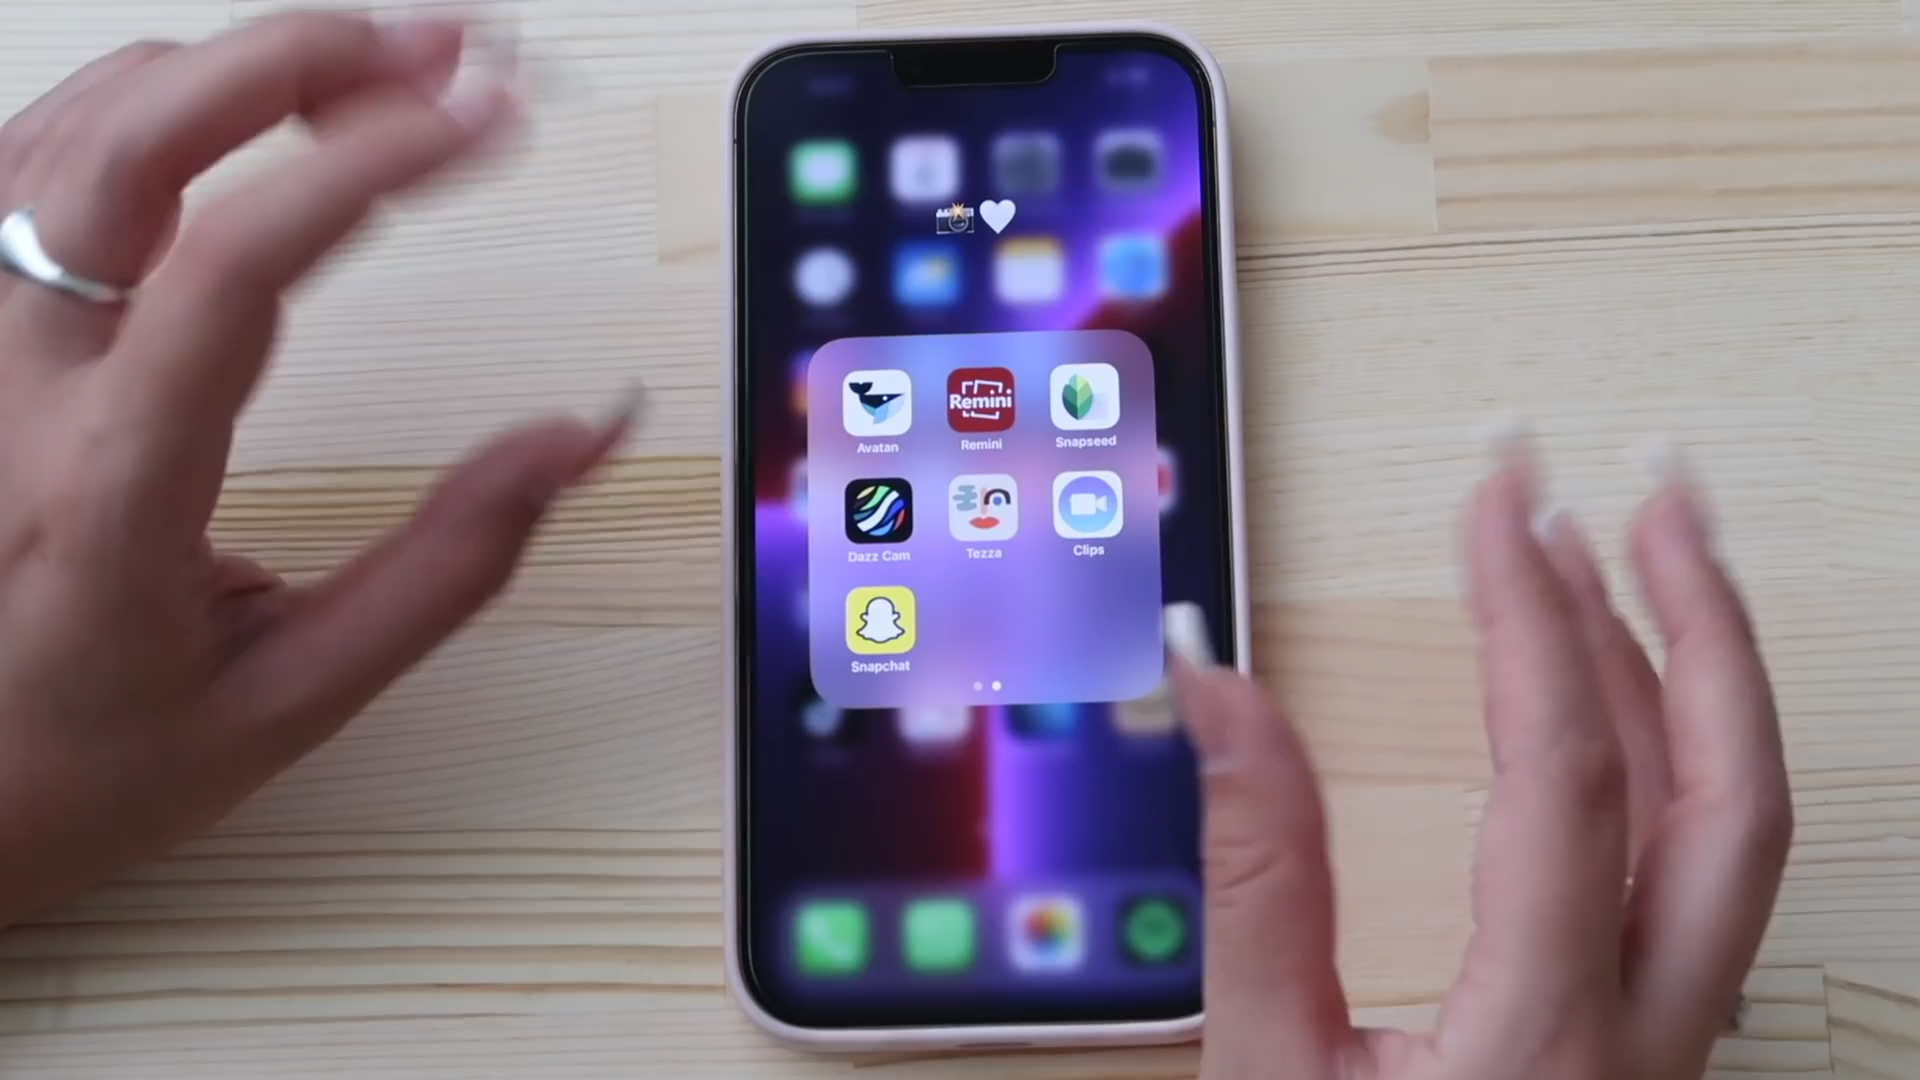 📸🤍
Avatan
Remini
Remini
Snapseed
Dazz Cam
Tezza
Clips
Snapchat